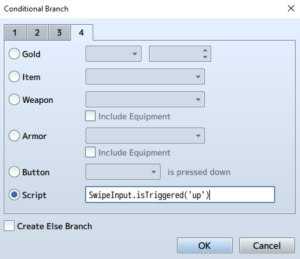 Conditional Branch
1 2 3 4
Gold
Item
Weapon
Include Equipment
Armor
Include Equipment
Button is pressed down
Script SwipeInput.isTriggered('up')
Create Else Branch
OK Cancel